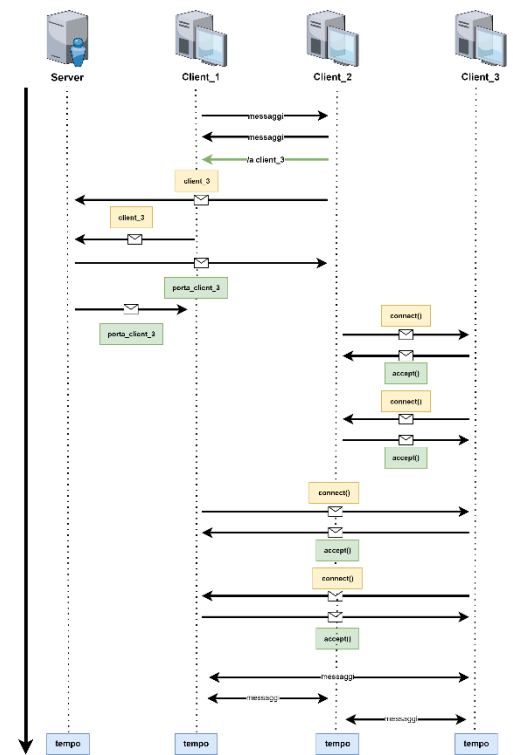 Server
Client_1
Client_2
Client_3
messaggi
messaggi
/a client_3
client_3
client_3
porta_client_3
porta_client_3
connect()
accept()
connect()
accept()
connect()
accept()
connect()
accept()
messaggi
messaggi
messaggi
tempo
tempo
tempo
tempo